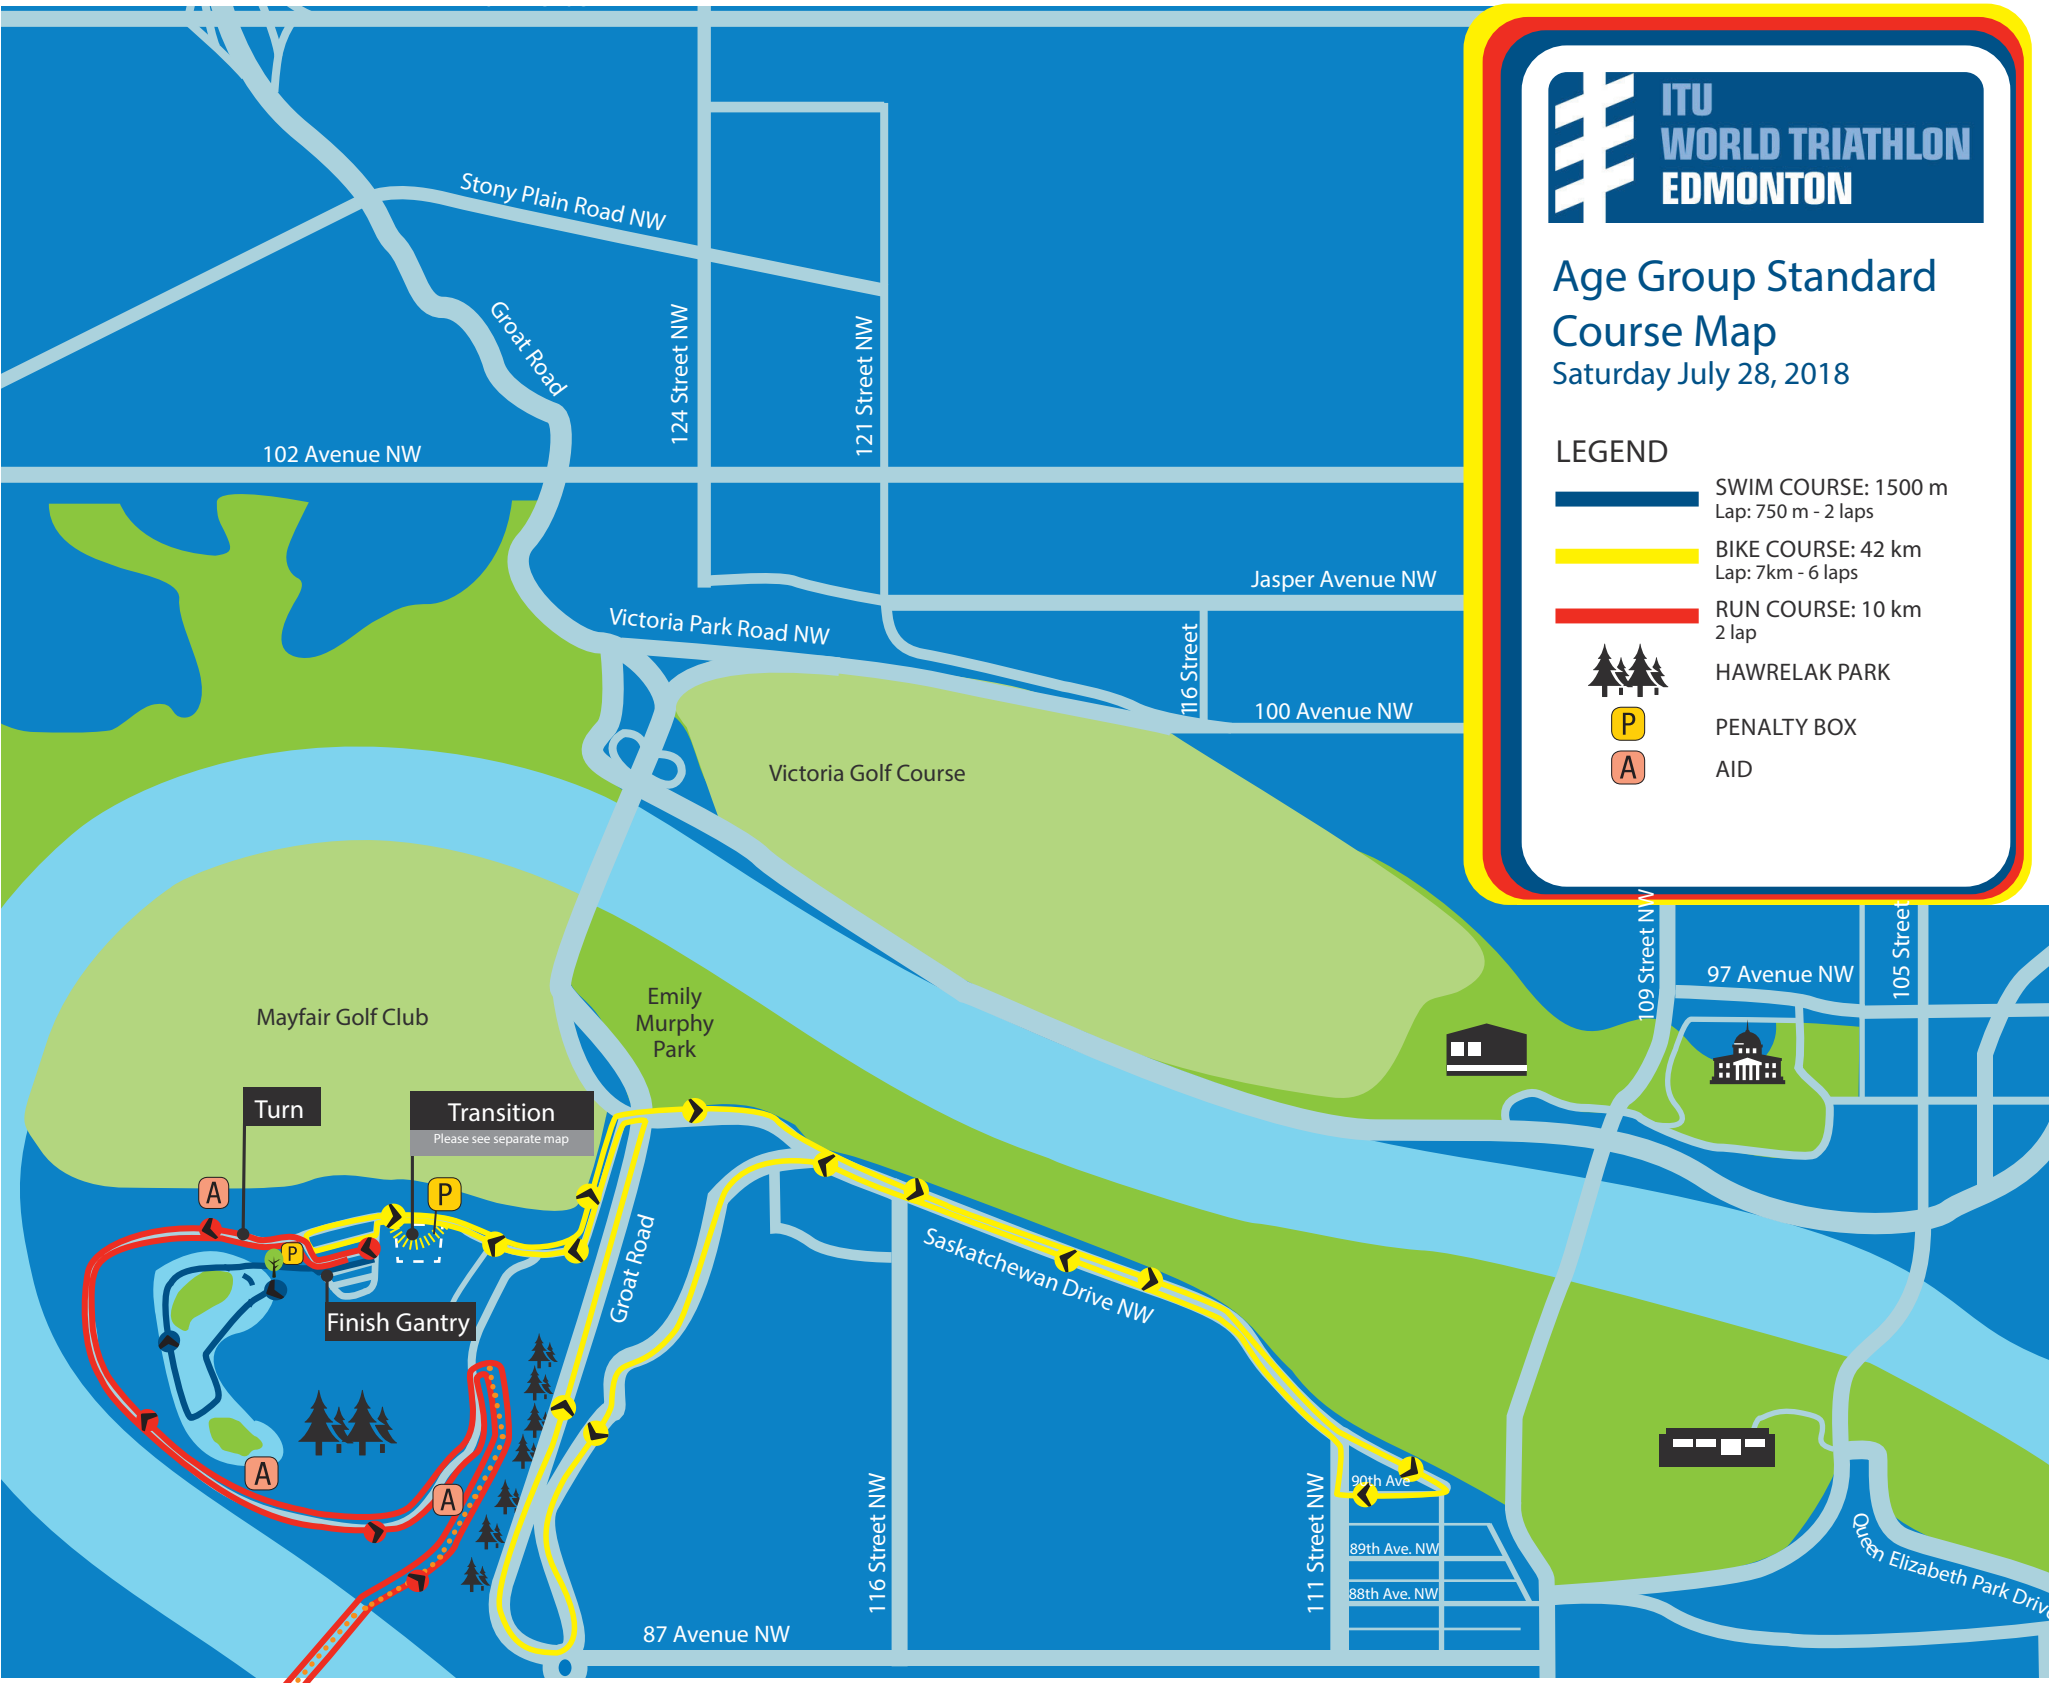 ITU
WORLD TRIATHLON
EDMONTON
Age Group Standard
Course Map
Saturday July 28, 2018
LEGEND
SWIM COURSE: 1500 m
Lap: 750 m - 2 laps
BIKE COURSE: 42 km
Lap: 7km - 6 laps
RUN COURSE: 10 km
2 lap
HAWRELAK PARK
P
PENALTY BOX
A
AID
Stony Plain Road NW
Groat Road
124 Street NW
121 Street NW
102 Avenue NW
Jasper Avenue NW
Victoria Park Road NW
116 Street
100 Avenue NW
Victoria Golf Course
109 Street NW
97 Avenue NW
105 Street
Emily
Murphy
Park
Mayfair Golf Club
Turn
Transition
Please see separate map
A
P
P
Finish Gantry
Groat Road
Saskatchewan Drive NW
A
A
90th Ave
116 Street NW
111 Street NW
89th Ave. NW
88th Ave. NW
87 Avenue NW
Queen Elizabeth Park Drive